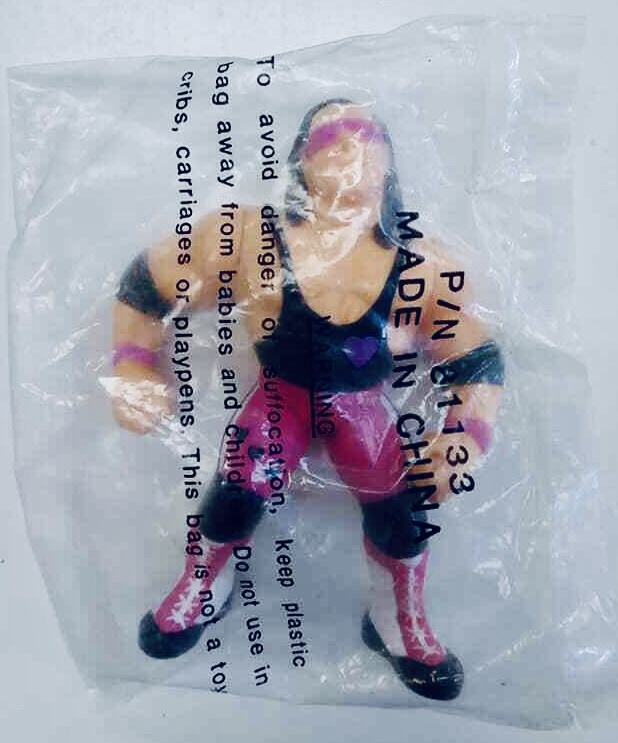 P/N
MADE IN CHINA
WARNING
To avoid danger of suffocation, keep plastic
bag away from babies and children. Do not use in
cribs, carriages or playpens. This bag is not a toy